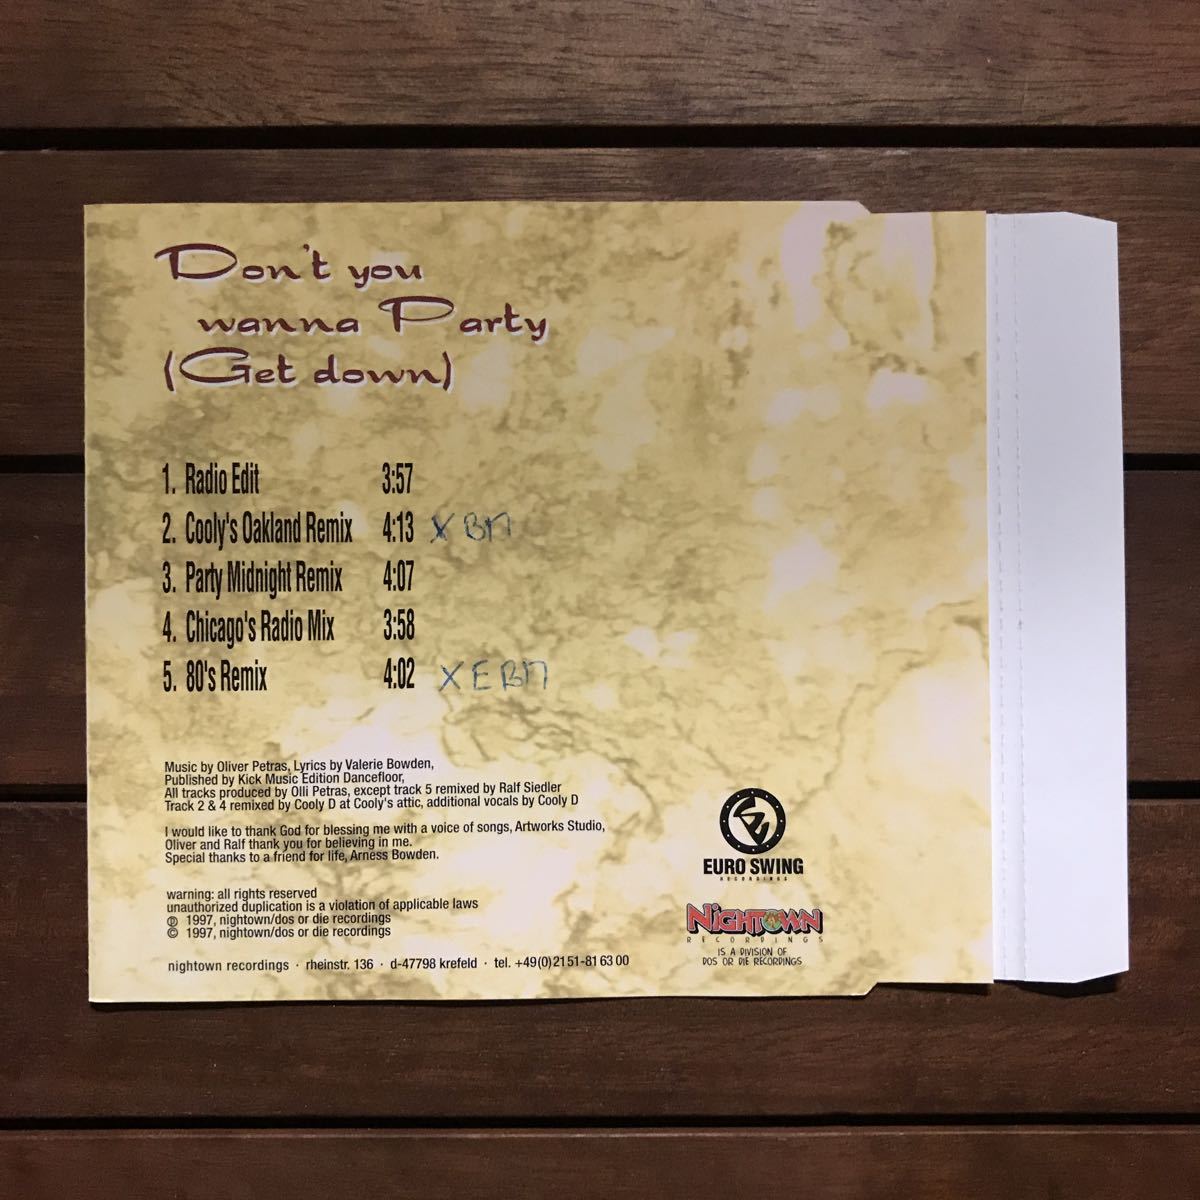 Don't you
wanna Party
(Get down)
1. Radio Edit 3:57
2. Cooly's Oakland Remix 4:13 X BM
3. Party Midnight Remix 4:07
4. Chicago's Radio Mix 3:58
5. 80's Remix 4:02 X E BM
Music by Oliver Petras, Lyrics by Valerie Bowden,
Published by Kick Music Edition Dancefloor,
All tracks produced by Olli Petras, except track 5 remixed by Ralf Siedler
Track 2 & 4 remixed by Cooly D at Cooly's attic, additional vocals by Cooly D
I would like to thank God for blessing me with a voice of songs, Artworks Studio,
Oliver and Ralf thank you for believing in me.
Special thanks to a friend for life, Arness Bowden.
warning: all rights reserved
unauthorized duplication is a violation of applicable laws
℗ 1997, nightown/dos or die recordings
© 1997, nightown/dos or die recordings
nightown recordings · rheinstr. 136 · d-47798 krefeld · tel. +49(0)2151-816300
EURO SWING
RECORDINGS
NIGHTOWN
RECORDINGS
IS A DIVISION OF
DOS OR DIE RECORDINGS